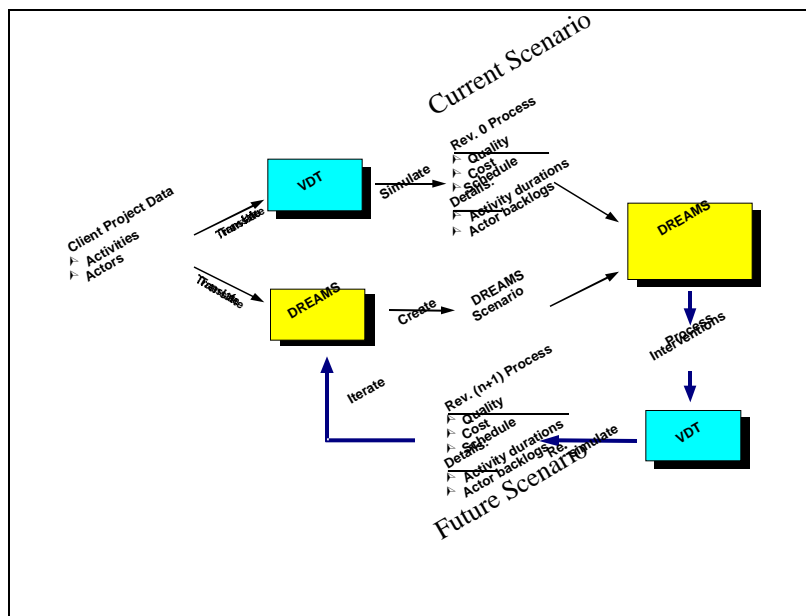 Current Scenario
Rev. 0 Process
Quality
Cost
Schedule
Details:
Activity durations
Actor backlogs
VDT
Simulate
Client Project Data
Activities
Actors
Translate
Translate
DREAMS
Create
DREAMS
Scenario
DREAMS
Process
Interventions
Iterate
Rev. (n+1) Process
Quality
Cost
Schedule
Details:
Activity durations
Actor backlogs
Re.
Simulate
VDT
Future Scenario